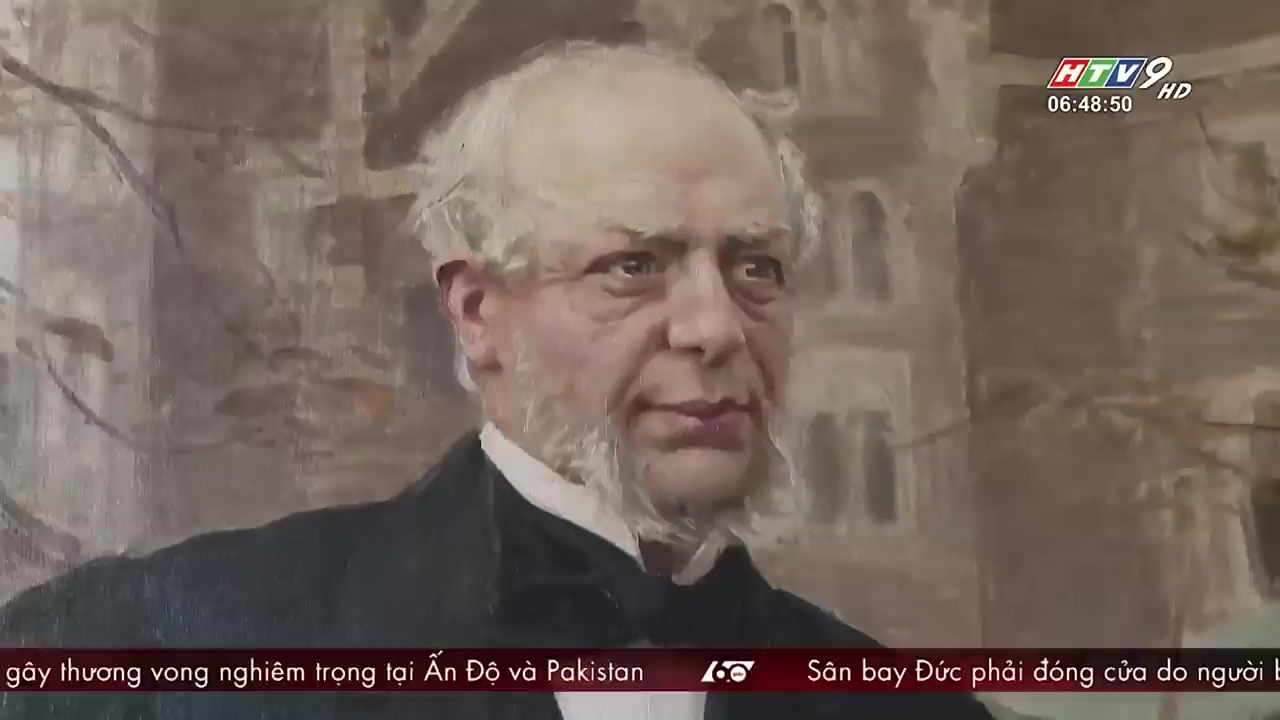 HTV9 HD
06:48:50
gây thương vong nghiêm trọng tại Ấn Độ và Pakistan 60 Sân bay Đức phải đóng cửa do người